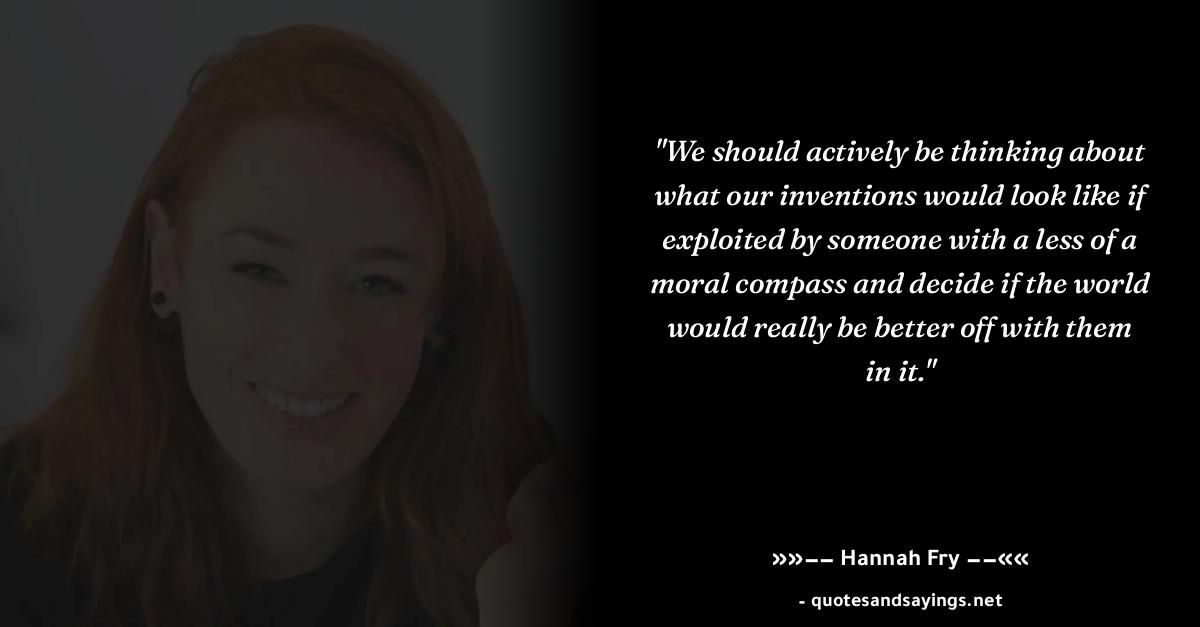 "We should actively be thinking about
what our inventions would look like if
exploited by someone with a less of a
moral compass and decide if the world
would really be better off with them
in it."
»»−− Hannah Fry −−««
- quotesandsayings.net